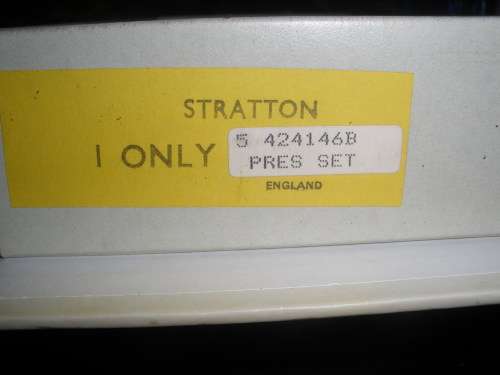 STRATTON
1 ONLY 5 424146B
PRES SET
ENGLAND